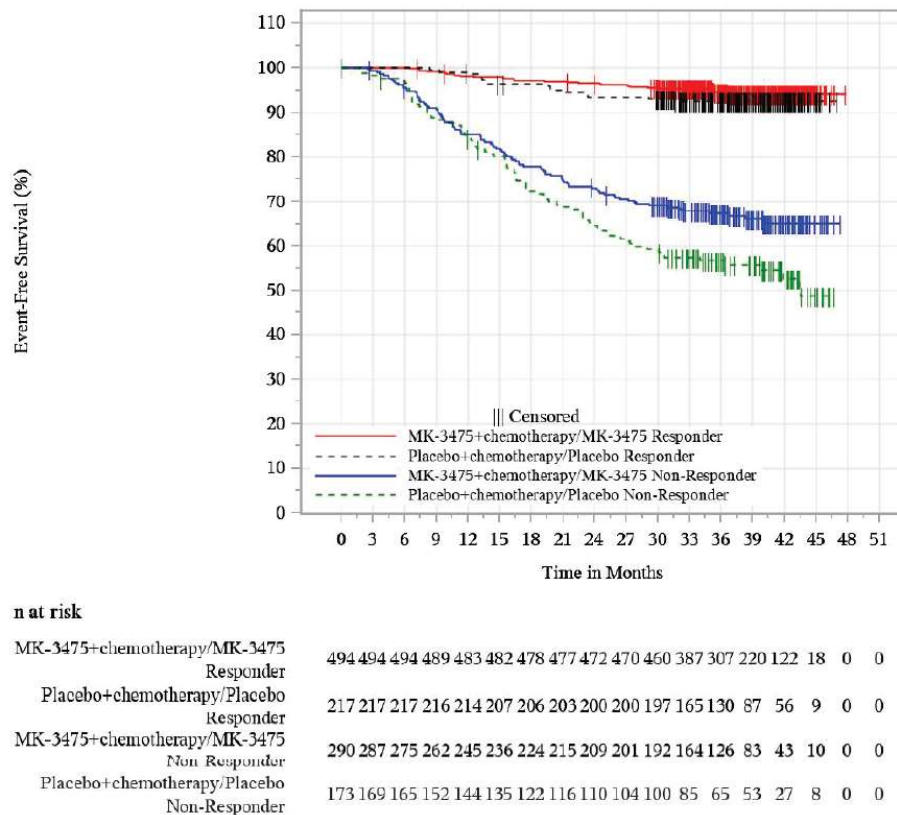 110
100
90
80
70
60
50
40
30
20
10
0
Event-Free Survival (%)
||| Censored
MK-3475+chemotherapy/MK-3475 Responder
Placebo+chemotherapy/Placebo Responder
MK-3475+chemotherapy/MK-3475 Non-Responder
Placebo+chemotherapy/Placebo Non-Responder
0 3 6 9 12 15 18 21 24 27 30 33 36 39 42 45 48 51
Time in Months
n at risk
MK-3475+chemotherapy/MK-3475
Responder
494 494 494 489 483 482 478 477 472 470 460 387 307 220 122 18 0 0
Placebo+chemotherapy/Placebo
Responder
217 217 217 216 214 207 206 203 200 200 197 165 130 87 56 9 0 0
MK-3475+chemotherapy/MK-3475
Non-Responder
290 287 275 262 245 236 224 215 209 201 192 164 126 83 43 10 0 0
Placebo+chemotherapy/Placebo
Non-Responder
173 169 165 152 144 135 122 116 110 104 100 85 65 53 27 8 0 0